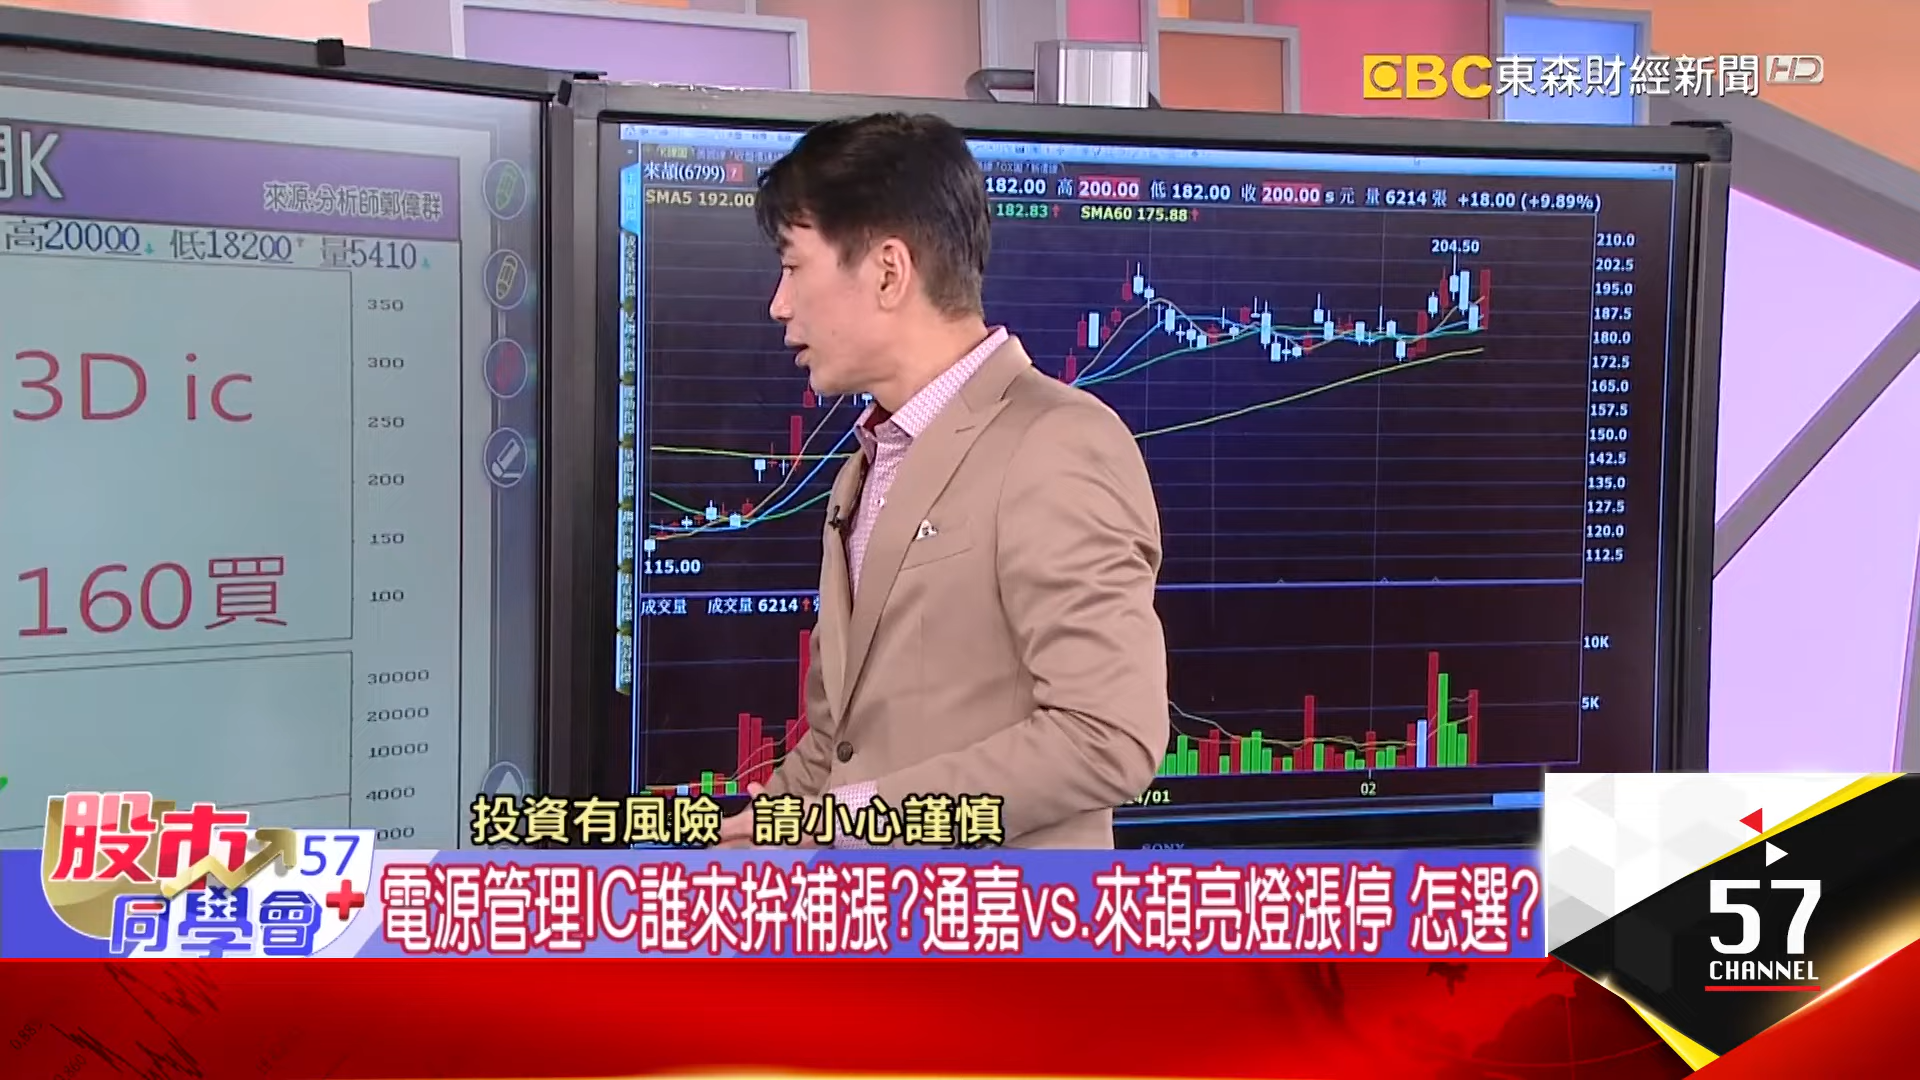 EBC東森財經新聞HD
K
來源:分析師鄭偉群
高20000 低18200 量5410
350
300
250
200
150
100
30000
20000
10000
4000
3D ic
160買
來頡(6799)
182.00 高 200.00 低 182.00 收 200.00 s 元 量 6214 張 +18.00 (+9.89%)
SMA5 192.00
182.83↑ SMA60 175.88↑
204.50
115.00
210.0
202.5
195.0
187.5
180.0
172.5
165.0
157.5
150.0
142.5
135.0
127.5
120.0
112.5
成交量 成交量 6214↑
10K
5K
4/01
02
SONY
投資有風險 請小心謹慎
股市同學會 57+
電源管理IC誰來拚補漲?通嘉vs.來頡亮燈漲停 怎選?
57
CHANNEL